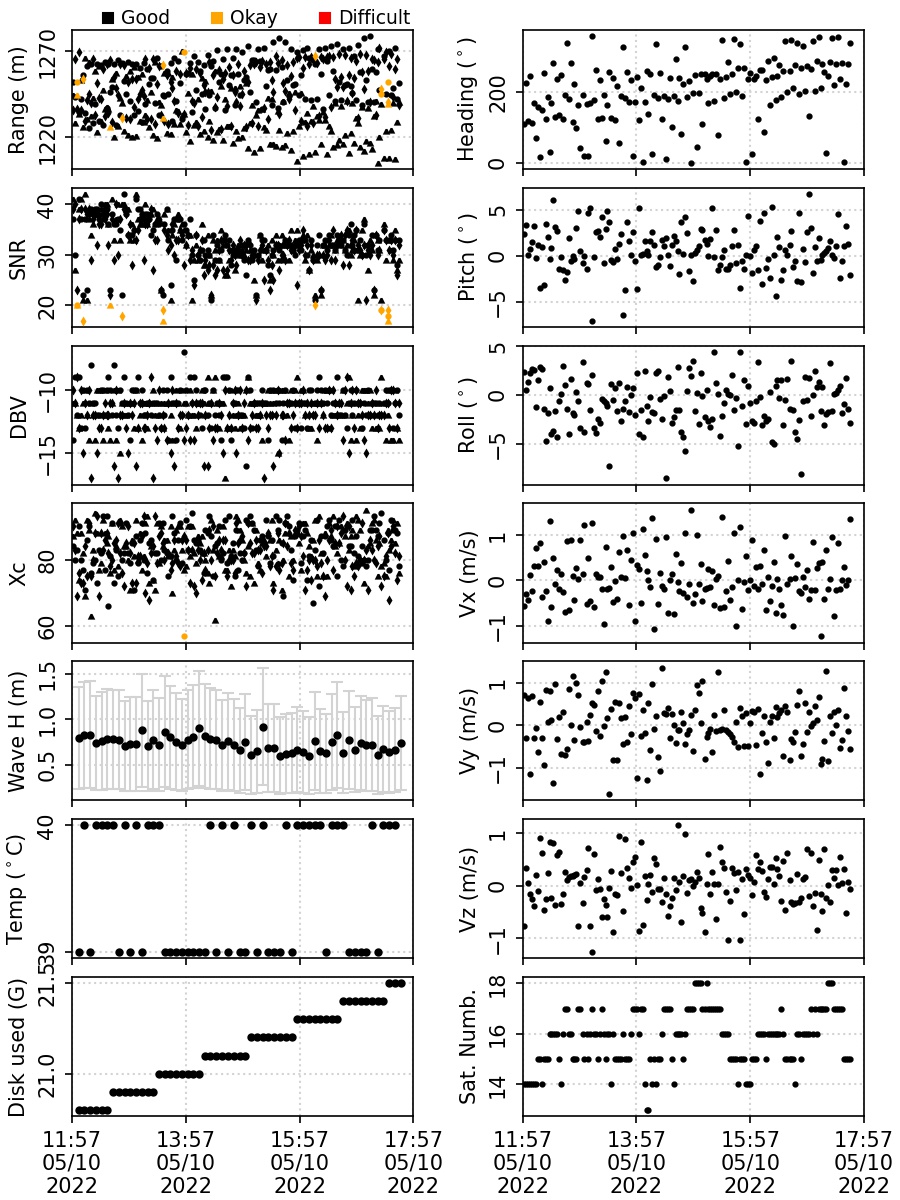 Good Okay Difficult
Range (m)
1270
1220
Heading (°)
200
0
SNR
40
30
20
Pitch (°)
5
0
−5
DBV
−10
−15
Roll (°)
5
0
−5
Xc
80
60
Vx (m/s)
1
0
−1
Wave H (m)
1.5
1.0
0.5
Vy (m/s)
1
0
−1
Temp (°C)
40
39
Vz (m/s)
1
0
−1
Disk used (G)
21.5
21.0
Sat. Numb.
18
16
14
11:57 13:57 15:57 17:57
05/10 05/10 05/10 05/10
2022 2022 2022 2022
11:57 13:57 15:57 17:57
05/10 05/10 05/10 05/10
2022 2022 2022 2022